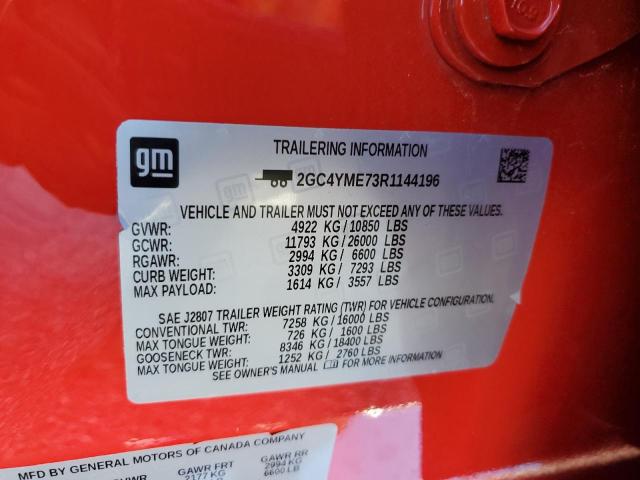 16.9
gm
TRAILERING INFORMATION
2GC4YME73R1144196
VEHICLE AND TRAILER MUST NOT EXCEED ANY OF THESE VALUES.
GVWR: 4922 KG/10850 LBS
GCWR: 11793 KG/26000 LBS
RGAWR: 2994 KG/ 6600 LBS
CURB WEIGHT: 3309 KG/ 7293 LBS
MAX PAYLOAD: 1614 KG/ 3557 LBS
SAE J2807 TRAILER WEIGHT RATING (TWR) FOR VEHICLE CONFIGURATION.
CONVENTIONAL TWR: 7258 KG/16000 LBS
MAX TONGUE WEIGHT: 726 KG/ 1600 LBS
GOOSENECK TWR: 8346 KG/18400 LBS
MAX TONGUE WEIGHT: 1252 KG/ 2760 LBS
SEE OWNER'S MANUAL FOR MORE INFORMATION
MFD BY GENERAL MOTORS OF CANADA COMPANY
GAWR FRT GAWR RR
2177 KG 2994 KG
6600 LB